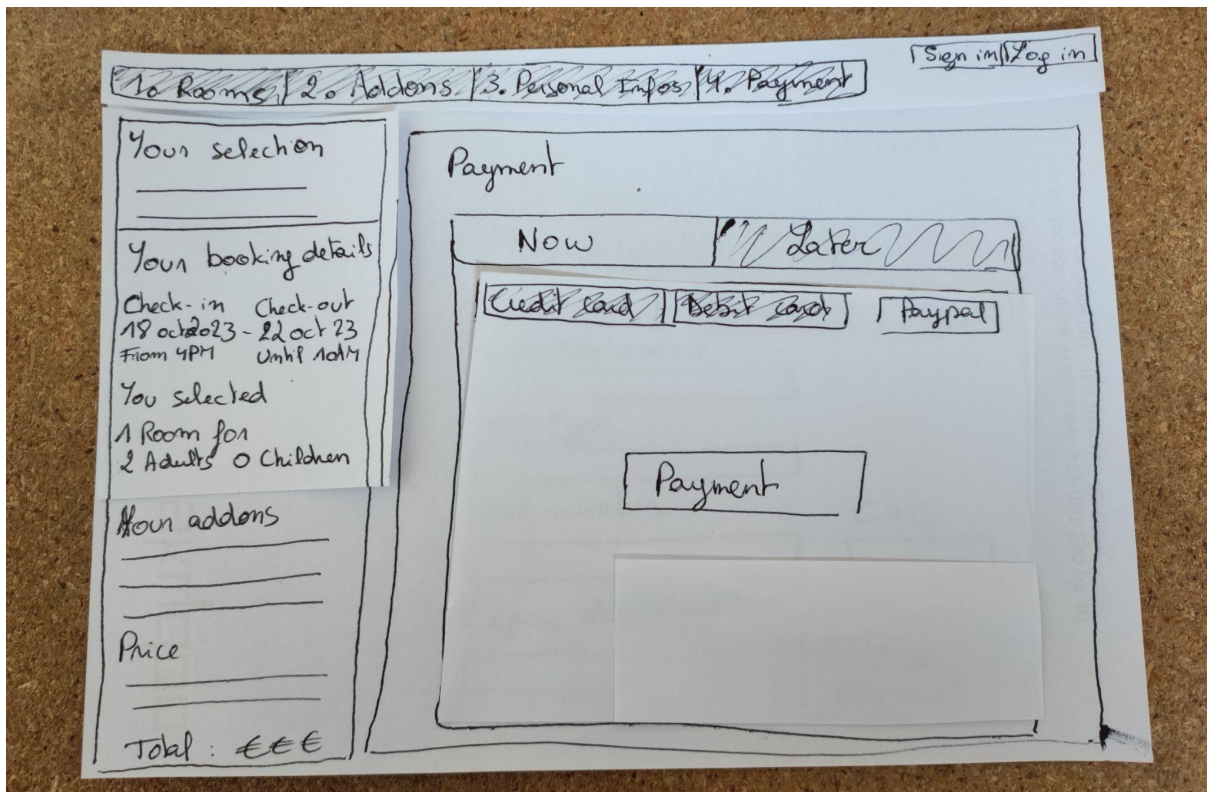 Sign in Log in
1. Rooms 2. Addons 3. Personal Infos 4. Payment
Your selection
Your booking details
Check-in Check-out
18 oct 2023 - 22 oct 23
From 4PM Until 10AM
You selected
1 Room for
2 Adults 0 Children
Your addons
Price
Total : €€€
Payment
Now Later
Credit card Debit card Paypal
Payment